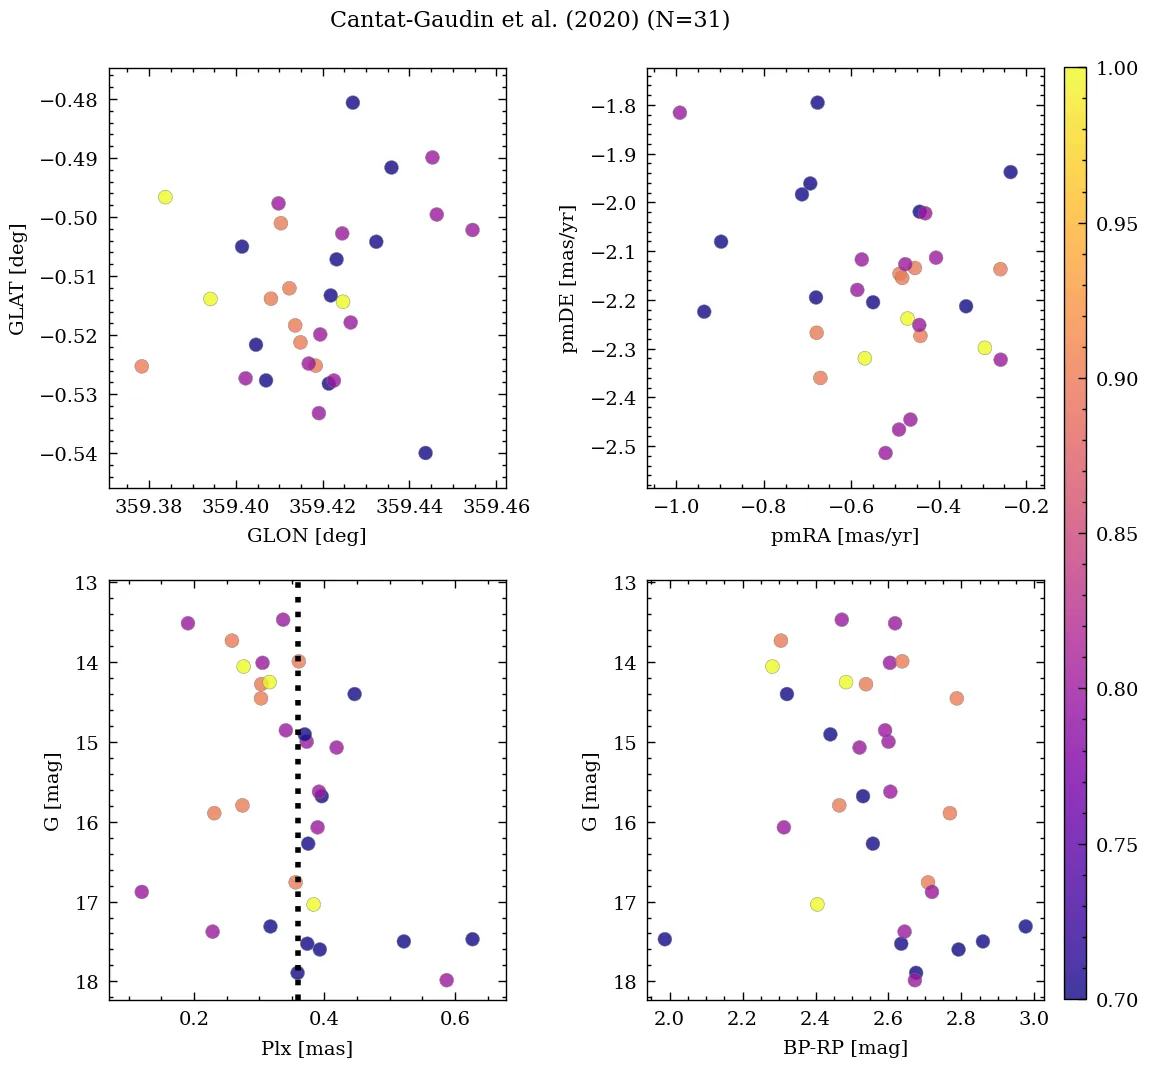 Cantat-Gaudin et al. (2020) (N=31)
−0.48
−0.49
−0.50
−0.51
−0.52
−0.53
−0.54
GLAT [deg]
359.38 359.40 359.42 359.44 359.46
GLON [deg]
−1.8
−1.9
−2.0
−2.1
−2.2
−2.3
−2.4
−2.5
pmDE [mas/yr]
−1.0 −0.8 −0.6 −0.4 −0.2
pmRA [mas/yr]
13
14
15
16
17
18
G [mag]
0.2 0.4 0.6
Plx [mas]
13
14
15
16
17
18
G [mag]
2.0 2.2 2.4 2.6 2.8 3.0
BP-RP [mag]
1.00
0.95
0.90
0.85
0.80
0.75
0.70